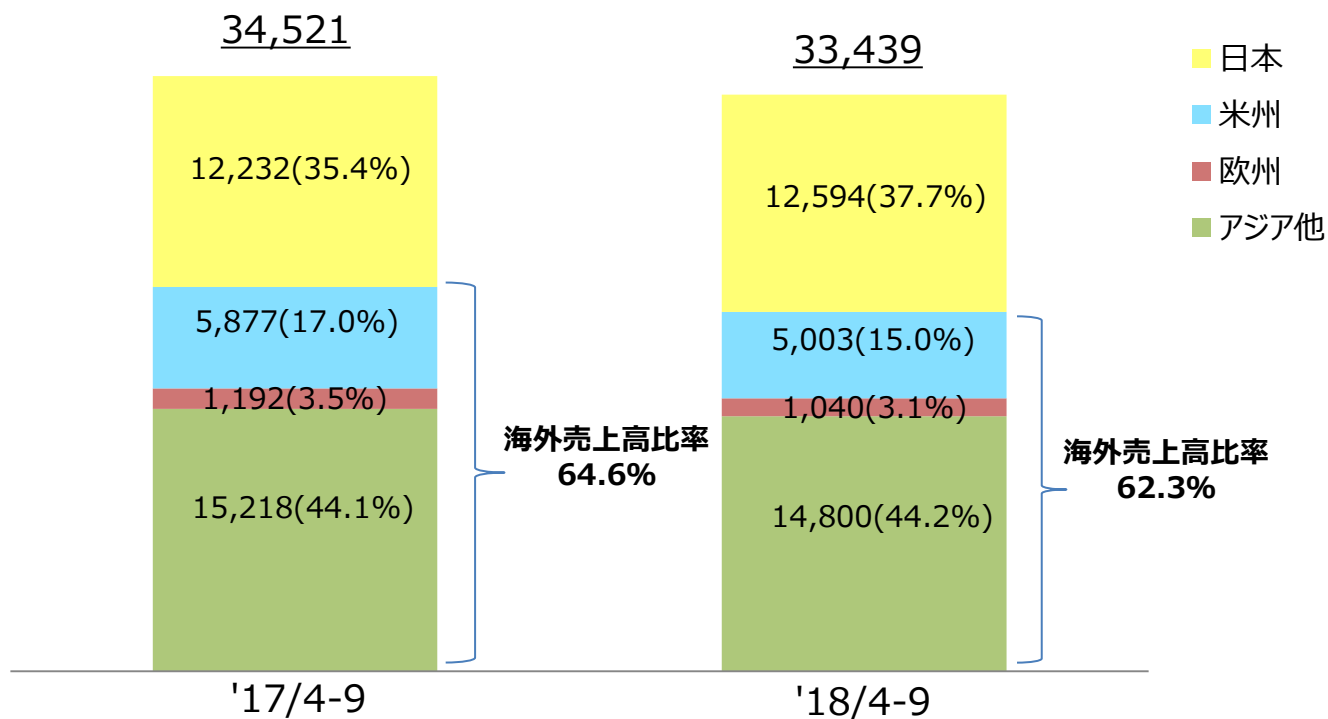 34,521
33,439
日本
米州
欧州
アジア他
12,232(35.4%)
12,594(37.7%)
5,877(17.0%)
5,003(15.0%)
1,192(3.5%)
1,040(3.1%)
海外売上高比率
64.6%
海外売上高比率
62.3%
15,218(44.1%)
14,800(44.2%)
'17/4-9
'18/4-9